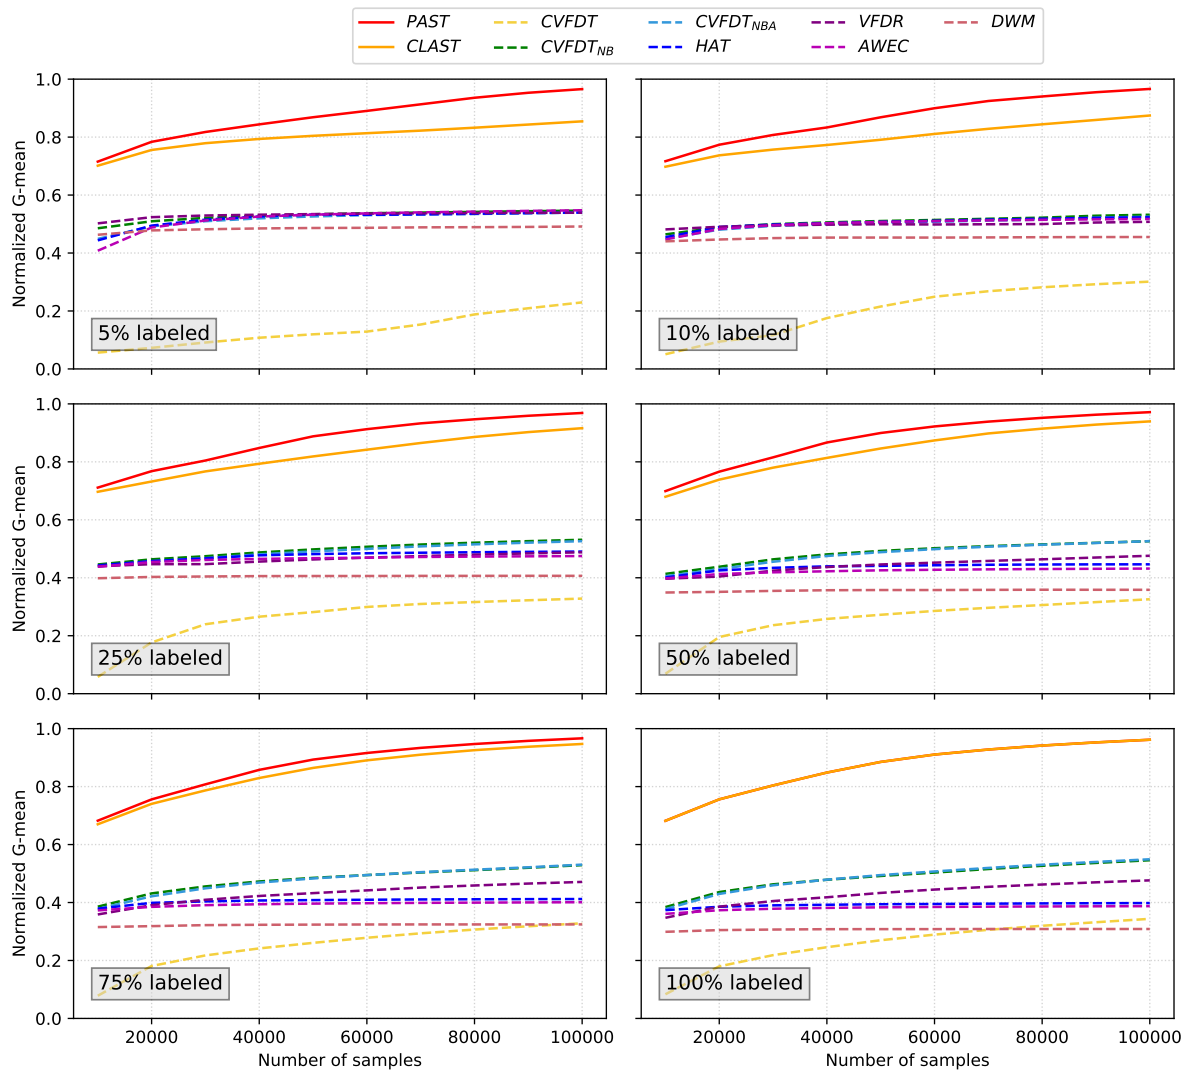 PAST CVFDT CVFDT_NBA VFDR DWM
CLAST CVFDT_NB HAT AWEC
1.0
0.8
0.6
0.4
0.2
0.0
Normalized G-mean
5% labeled
10% labeled
1.0
0.8
0.6
0.4
0.2
0.0
Normalized G-mean
25% labeled
50% labeled
1.0
0.8
0.6
0.4
0.2
0.0
Normalized G-mean
75% labeled
100% labeled
20000 40000 60000 80000 100000
20000 40000 60000 80000 100000
Number of samples
Number of samples